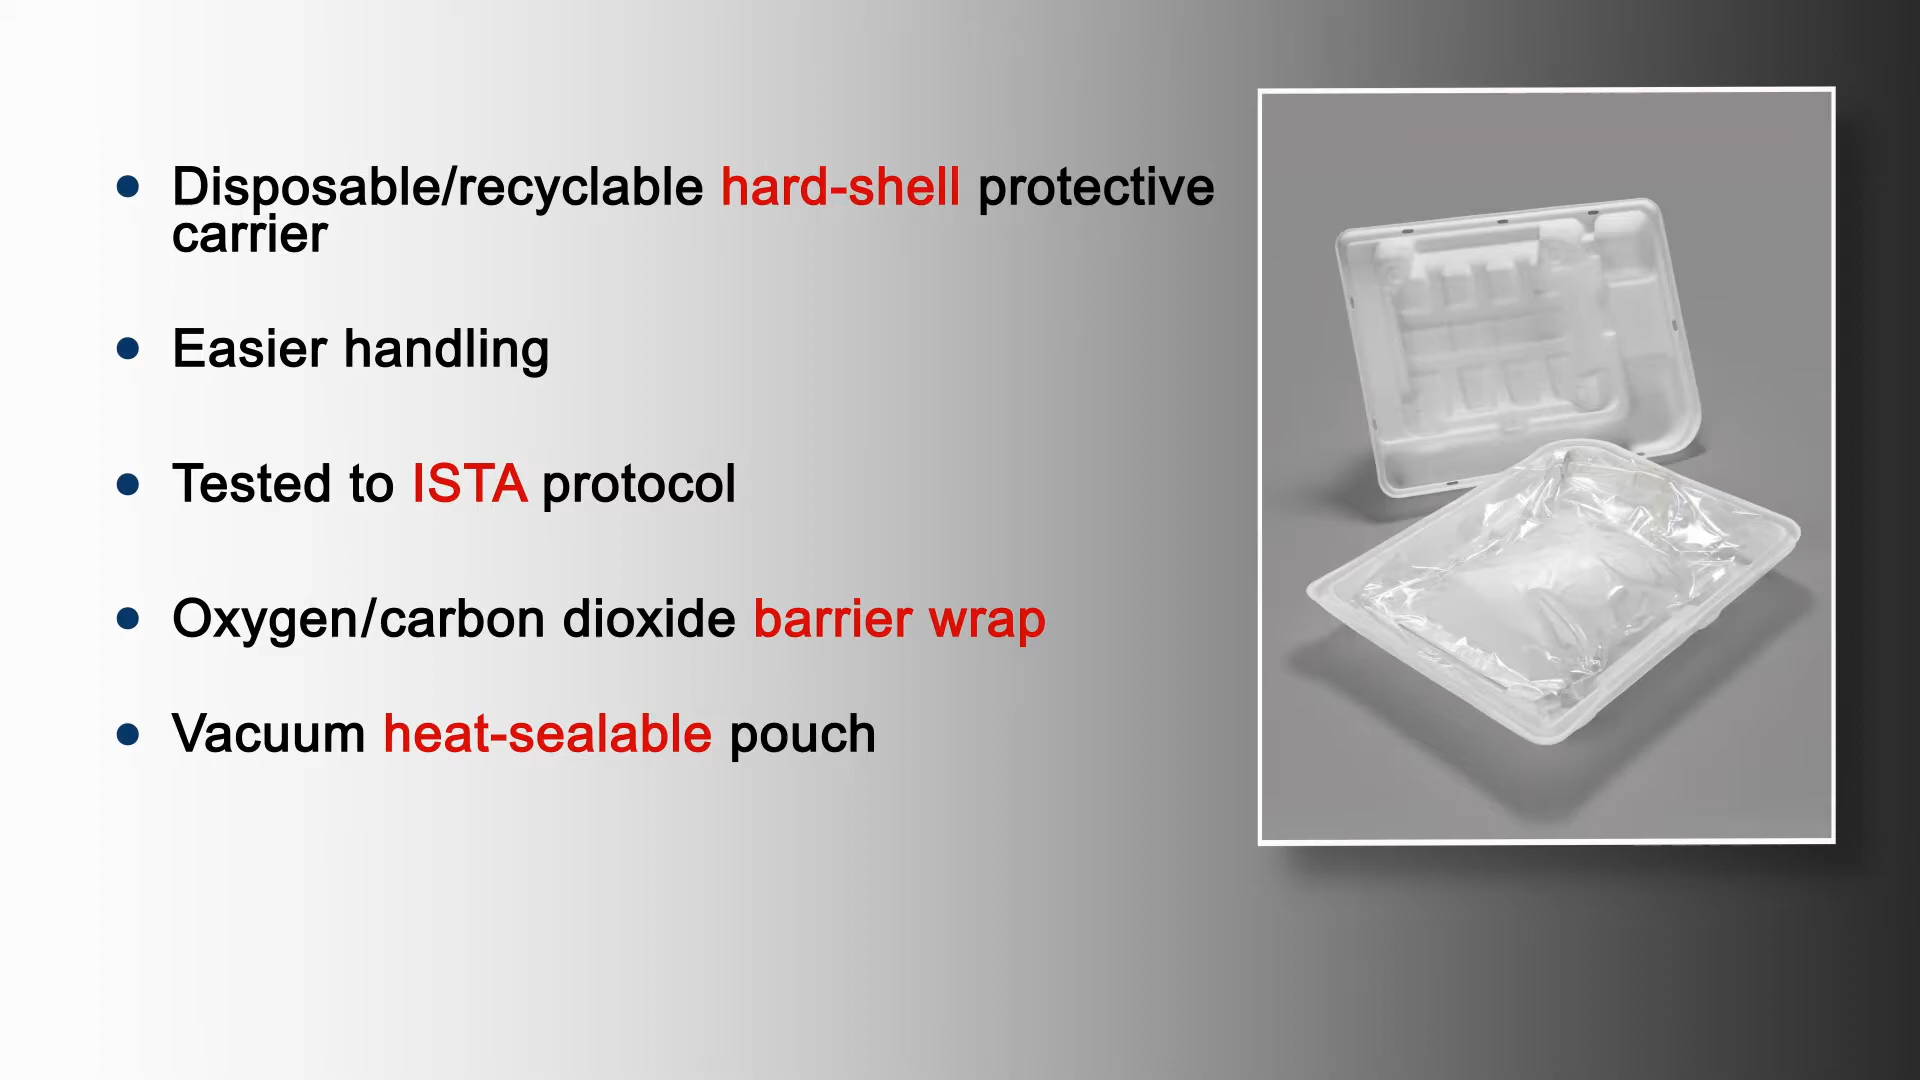 Disposable/recyclable hard-shell protective
carrier
Easier handling
Tested to ISTA protocol
Oxygen/carbon dioxide barrier wrap
Vacuum heat-sealable pouch